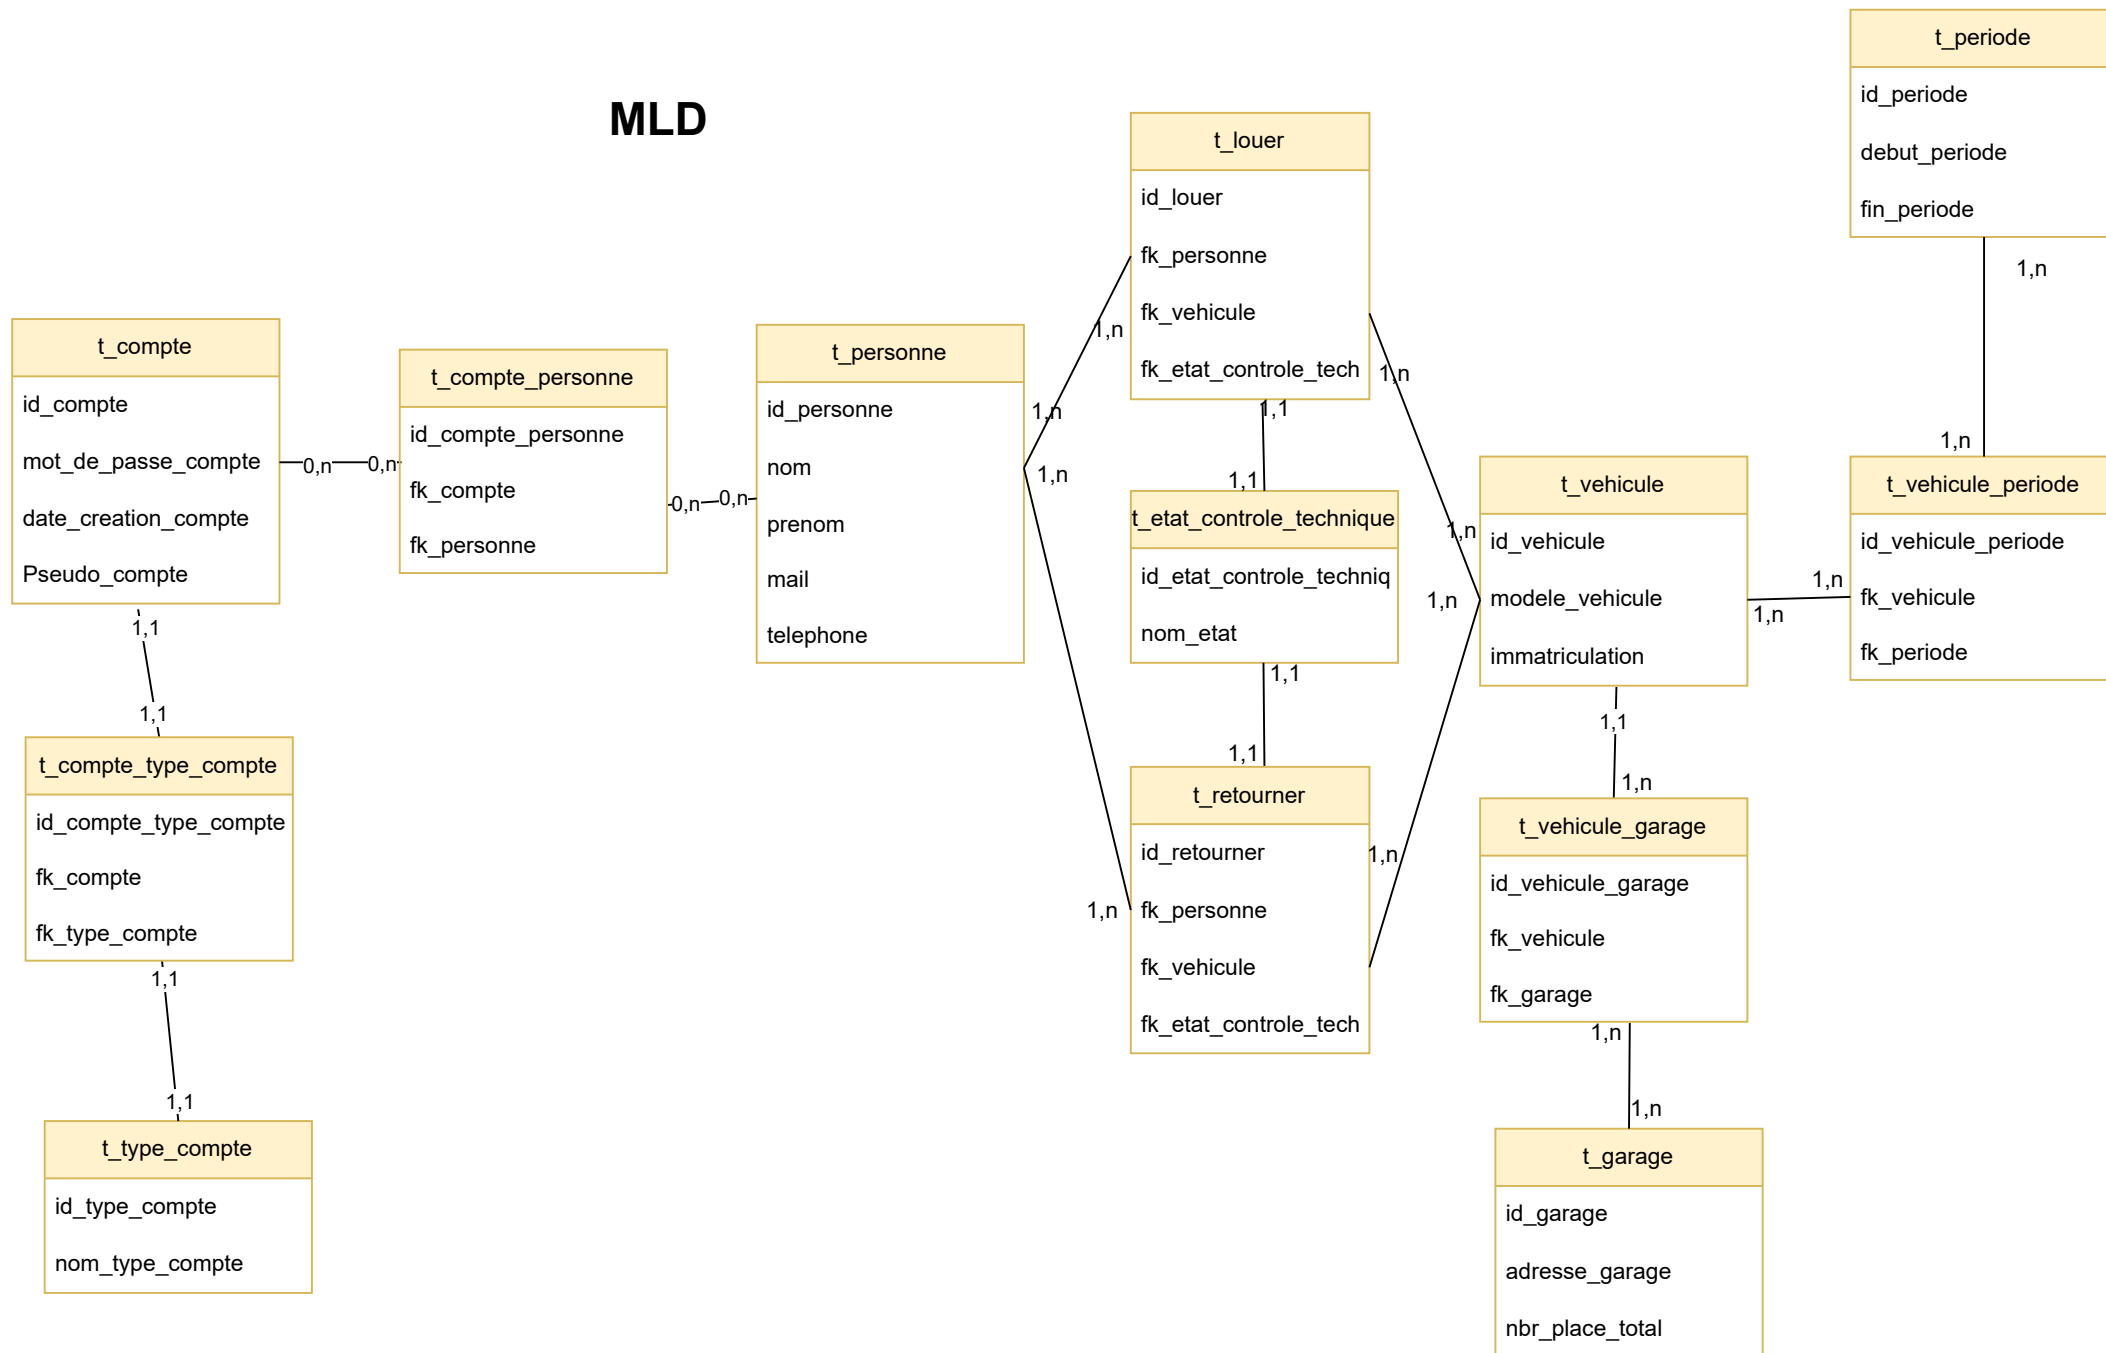 MLD
t_compte
id_compte
mot_de_passe_compte
date_creation_compte
Pseudo_compte
0,n
0,n
t_compte_personne
id_compte_personne
fk_compte
fk_personne
0,n
0,n
t_personne
id_personne
nom
prenom
mail
telephone
1,1
1,1
t_compte_type_compte
id_compte_type_compte
fk_compte
fk_type_compte
1,1
1,1
t_type_compte
id_type_compte
nom_type_compte
1,n
1,n
1,n
1,n
t_louer
id_louer
fk_personne
fk_vehicule
fk_etat_controle_tech
1,1
1,1
t_etat_controle_technique
id_etat_controle_techniq
nom_etat
1,1
1,1
t_retourner
id_retourner
fk_personne
fk_vehicule
fk_etat_controle_tech
1,n
1,n
1,n
1,n
t_vehicule
id_vehicule
modele_vehicule
immatriculation
1,1
1,n
t_vehicule_garage
id_vehicule_garage
fk_vehicule
fk_garage
1,n
1,n
t_garage
id_garage
adresse_garage
nbr_place_total
t_periode
id_periode
debut_periode
fin_periode
1,n
1,n
t_vehicule_periode
id_vehicule_periode
fk_vehicule
fk_periode
1,n
1,n